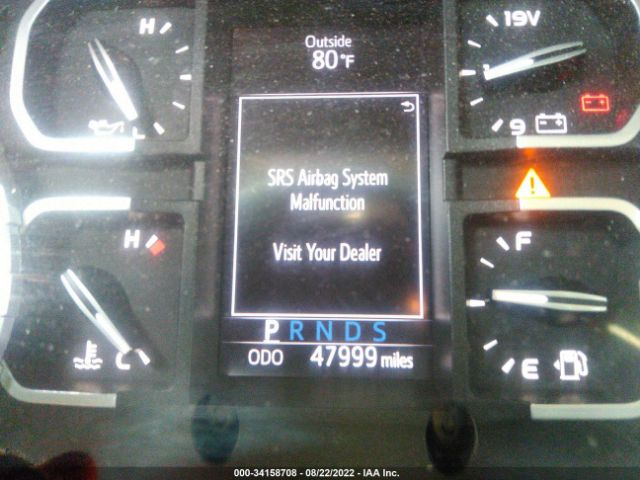 Outside
80°F
H
L
19V
9
SRS Airbag System
Malfunction
Visit Your Dealer
H
C
F
E
P R N D S
ODO 47999 miles
000-34158708 - 08/22/2022 - IAA Inc.